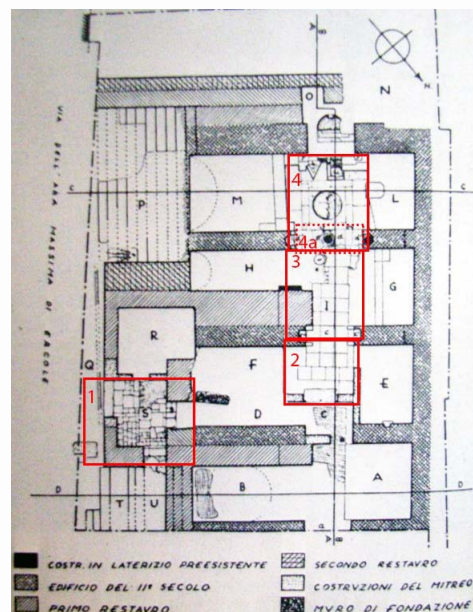 A
B
N
O
N.
VIA DELL'ARA MASSIMA DI ERCOLE
4
C
P
M
L
C
4a
3
H
I
G
R
F
2
E
Q
1
S
D
C
D
T
U
B
A
D
a
B
COSTR. IN LATERIZIO PREESISTENTE
EDIFICIO DEL IIº SECOLO
PRIMO RESTAURO
SECONDO RESTAURO
COSTRUZIONI DEL MITREO
MURO DI FONDAZIONE